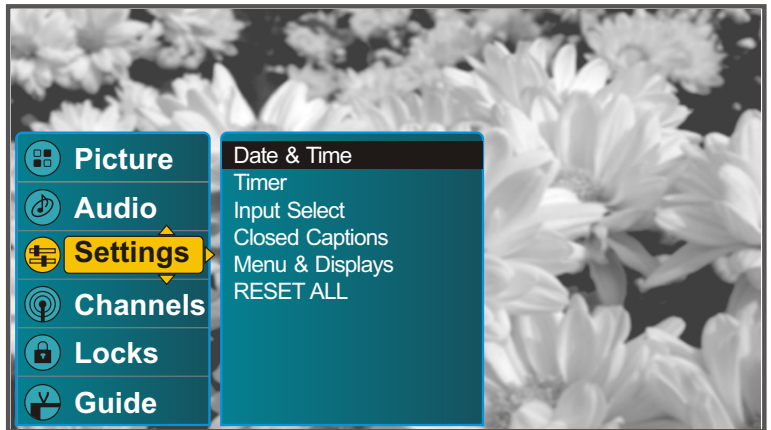 Picture
Audio
Settings
Channels
Locks
Guide
Date & Time
Timer
Input Select
Closed Captions
Menu & Displays
RESET ALL